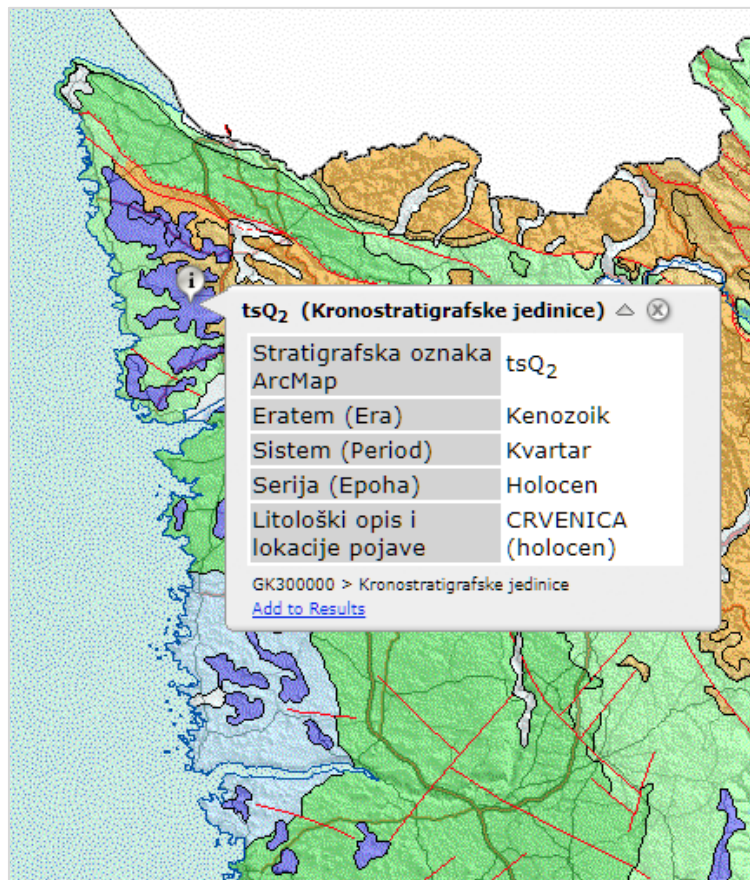 i
tsQ₂ (Kronostratigrafske jedinice)
Stratigrafska oznaka
ArcMap
tsQ₂
Eratem (Era) Kenozoik
Sistem (Period) Kvartar
Serija (Epoha) Holocen
Litološki opis i
lokacije pojave
CRVENICA
(holocen)
GK300000 > Kronostratigrafske jedinice
Add to Results